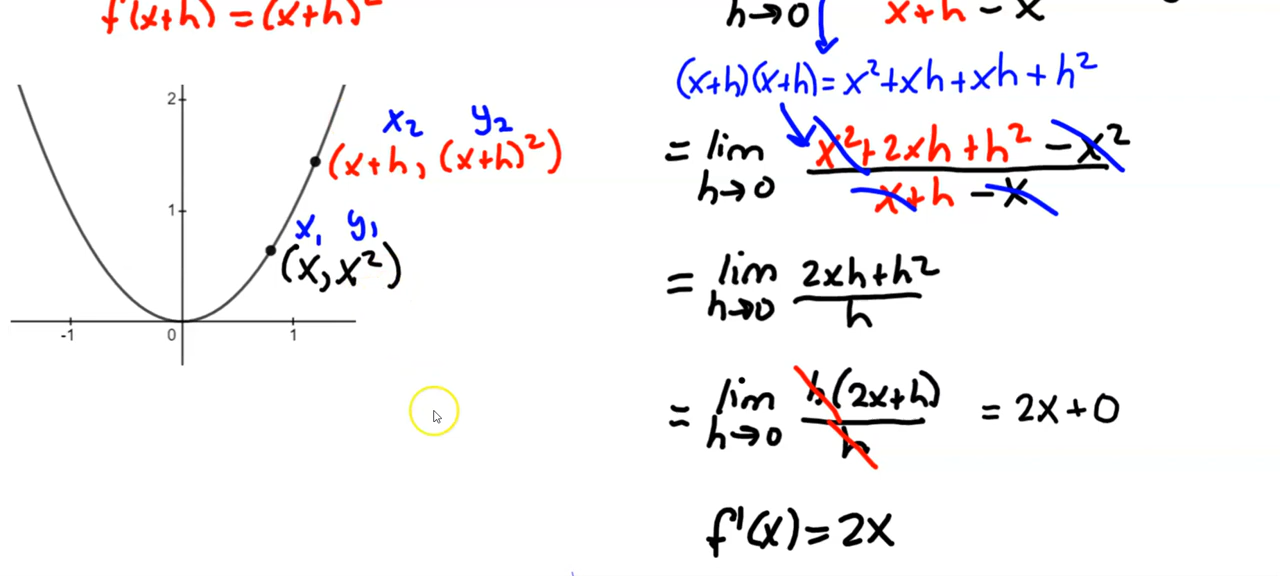 f(x+h) = (x+h)²
2
x₂ y₂
(x+h, (x+h)²)
1
x₁ y₁
(x, x²)
-1 0 1
h→0 x+h - x
(x+h)(x+h) = x²+xh+xh+h²
= lim h→0 x²+2xh+h² - x² / x+h - x
= lim h→0 2xh+h² / h
= lim h→0 h(2x+h) / h = 2x+0
f'(x) = 2x